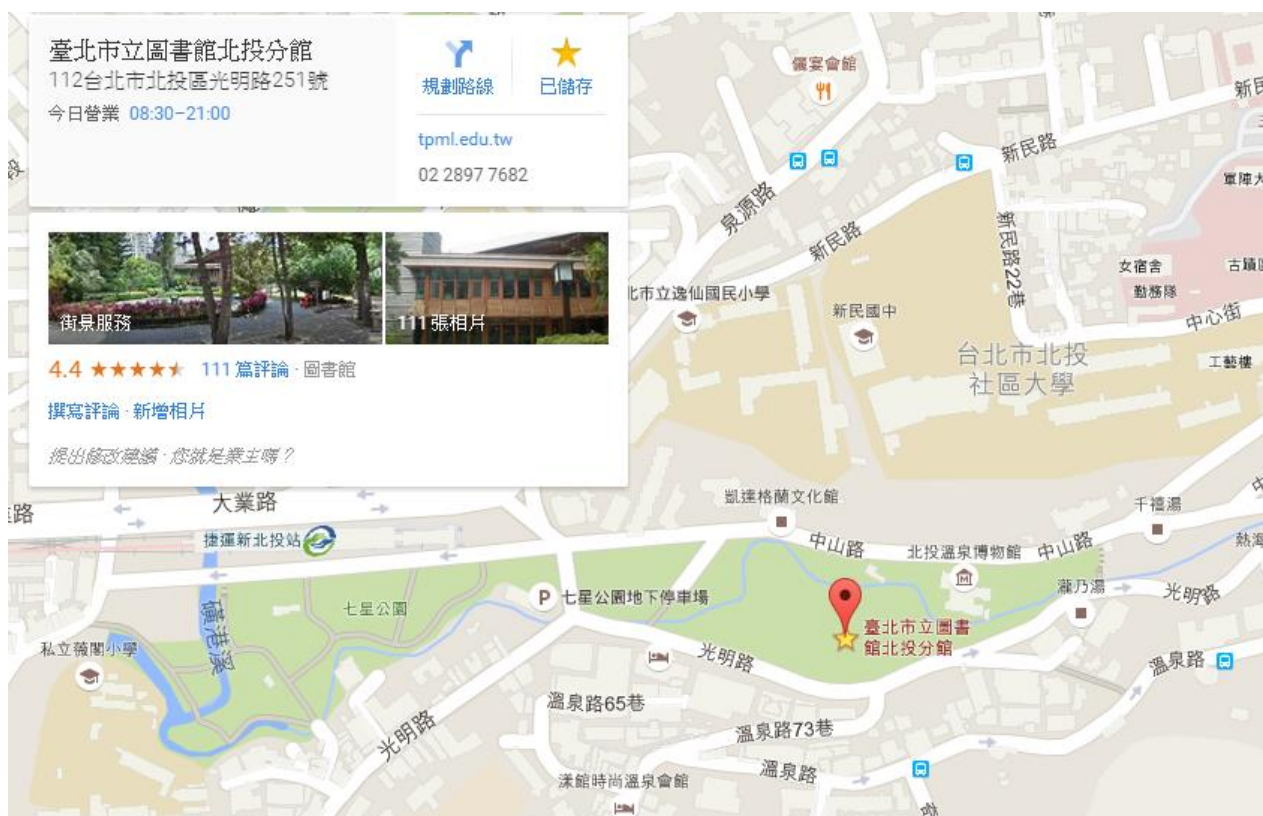 臺北市立圖書館北投分館
112台北市北投區光明路251號
今日營業 08:30-21:00
規劃路線
已儲存
tpml.edu.tw
02 2897 7682
街景服務
111 張相片
4.4 ★★★★★ 111 篇評論 · 圖書館
撰寫評論 · 新增相片
提出修改建議 · 您就是業主嗎？
儷宴會館
新民路
泉源路
新民路
新民路22巷
軍陣大
女宿舍
古蹟
勤務隊
中心街
工藝樓
北市立逸仙國民小學
新民國中
台北市北投
社區大學
大業路
路
捷運新北投站
凱達格蘭文化館
千禧湯
中山路
北投溫泉博物館
中山路
熱海
瀧乃湯
光明路
七星公園
P 七星公園地下停車場
磺港溪
私立薇閣小學
臺北市立圖書
館北投分館
光明路
溫泉路
溫泉路65巷
光明路
溫泉路73巷
溫泉路
漾館時尚溫泉會館